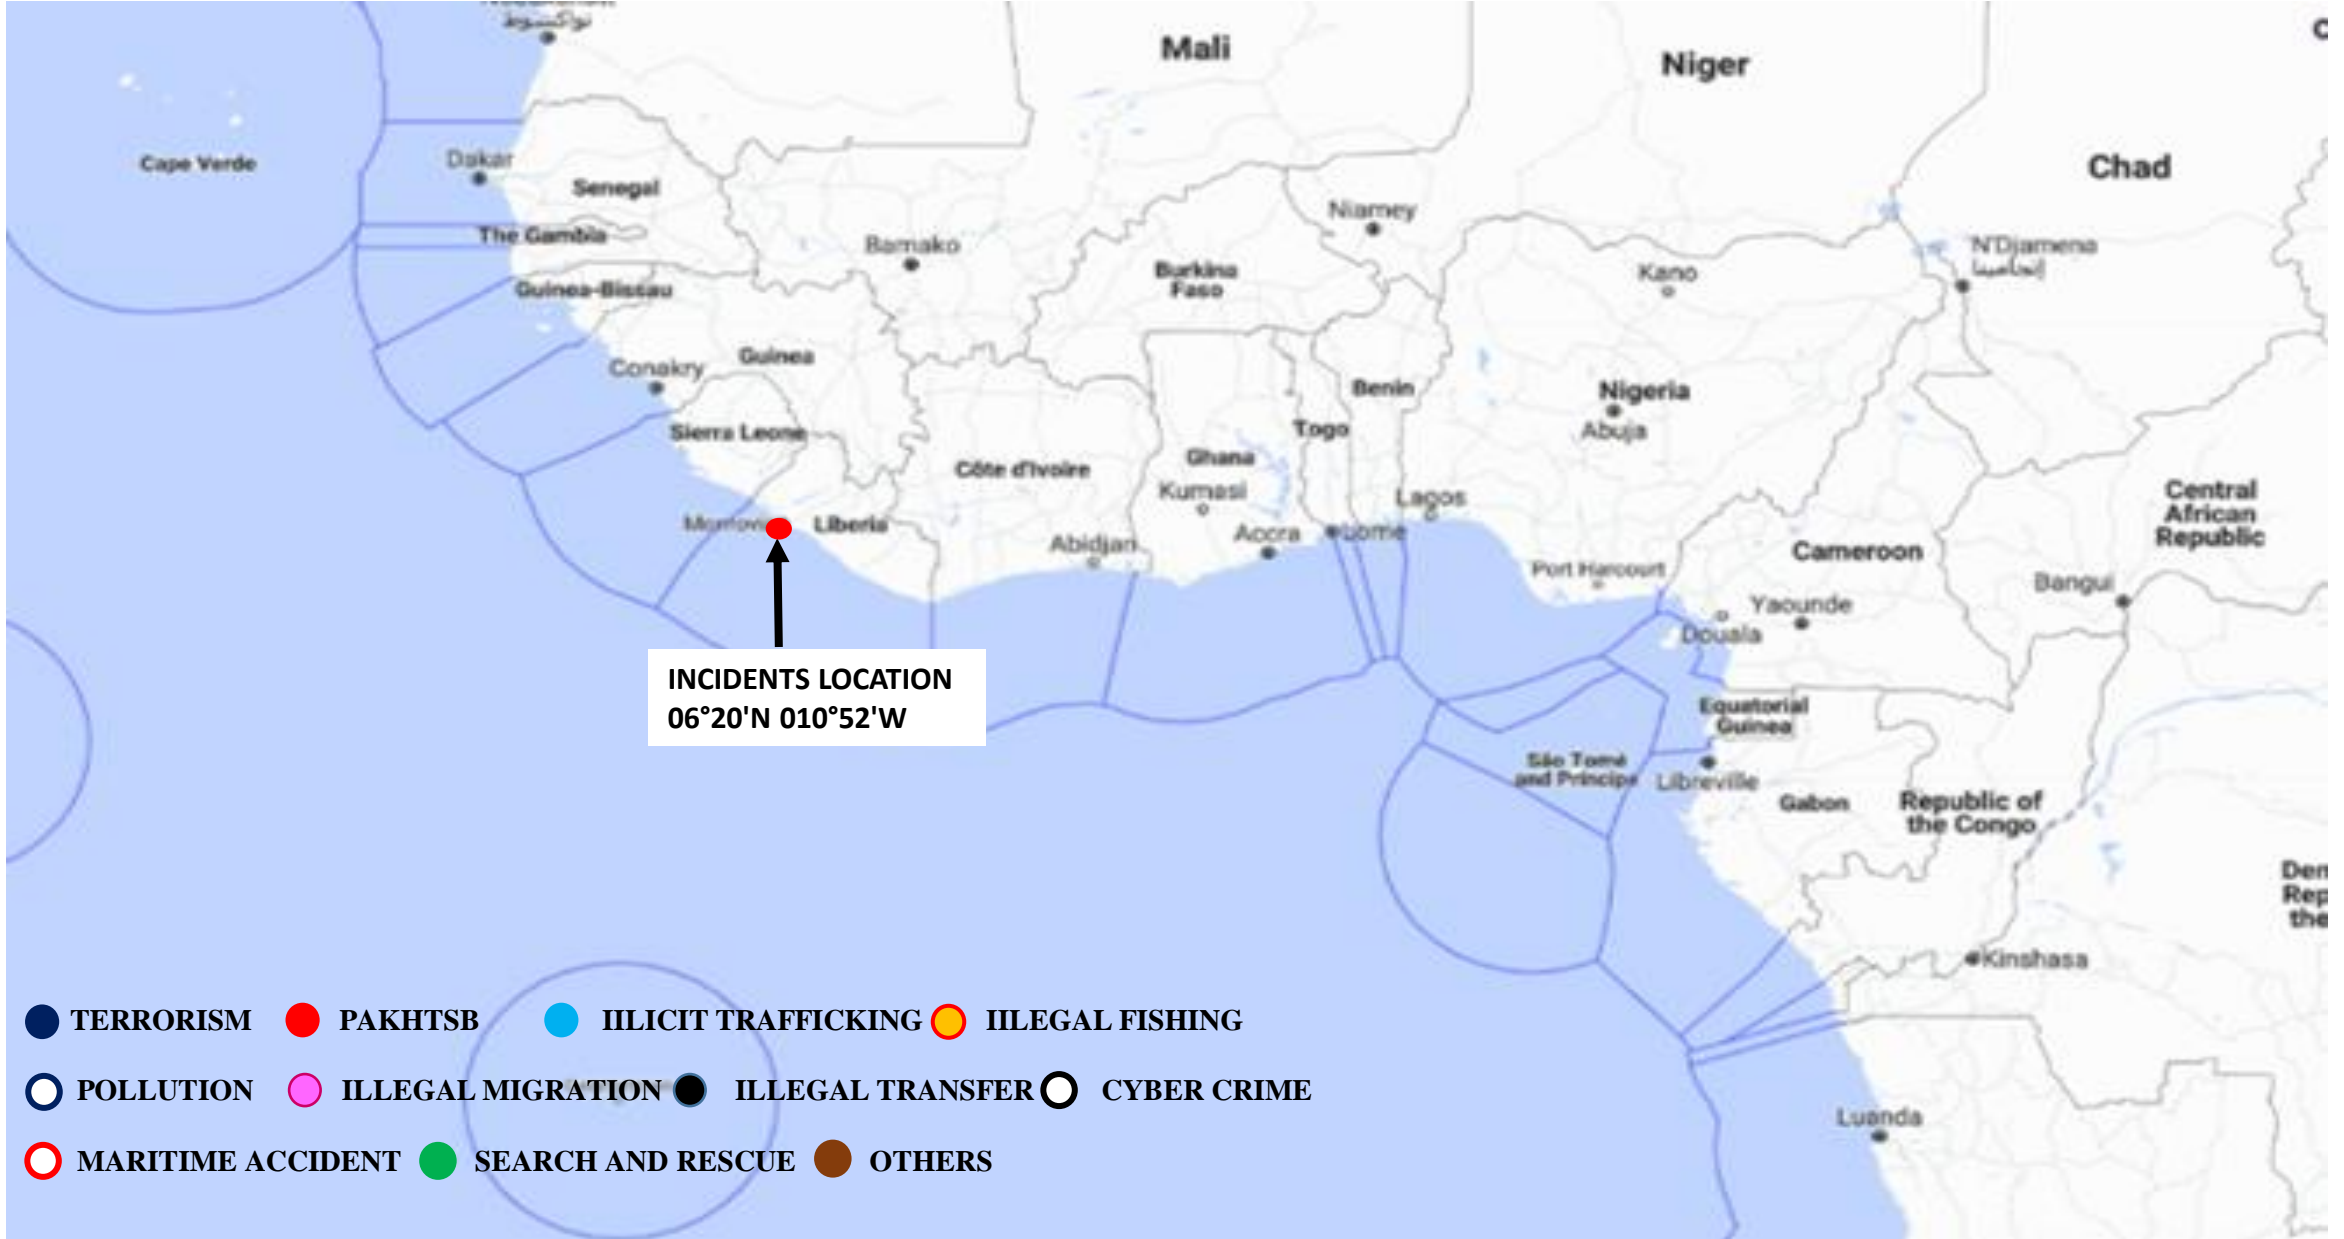 نواكشوط
Mali
Niger
Cape Verde
Dakar
Senegal
Chad
The Gambia
Niamey
Bamako
N'Djamena
إنجامينا
Burkina
Faso
Kano
Guinea-Bissau
Guinea
Conakry
Benin
Nigeria
Abuja
Sierra Leone
Togo
Côte d'Ivoire
Ghana
Kumasi
Lagos
Central
African
Republic
Liberia
Accra
Lome
Abidjan
Cameroon
Port Harcourt
Bangui
Yaounde
Douala
INCIDENTS LOCATION
06°20'N 010°52'W
Equatorial
Guinea
São Tomé
and Príncipe
Libreville
Gabon
Republic of
the Congo
Kinshasa
Luanda
TERRORISM PAKHTSB IILICIT TRAFFICKING IILEGAL FISHING
POLLUTION ILLEGAL MIGRATION ILLEGAL TRANSFER CYBER CRIME
MARITIME ACCIDENT SEARCH AND RESCUE OTHERS